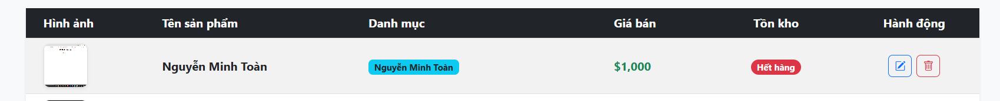 Hình ảnh Tên sản phẩm Danh mục Giá bán Tồn kho Hành động
Nguyễn Minh Toàn Nguyễn Minh Toàn $1,000 Hết hàng